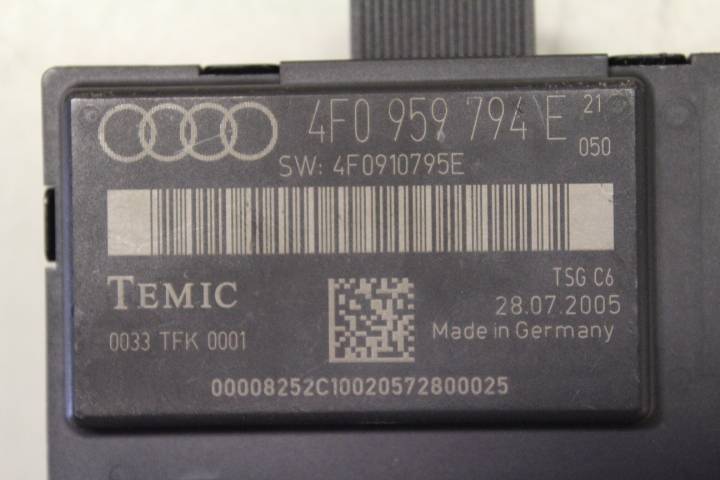 4F0 959 794 E 21
050
SW: 4F0910795E
TEMIC
TSG C6
28.07.2005
0033 TFK 0001
Made in Germany
00008252C10020572800025